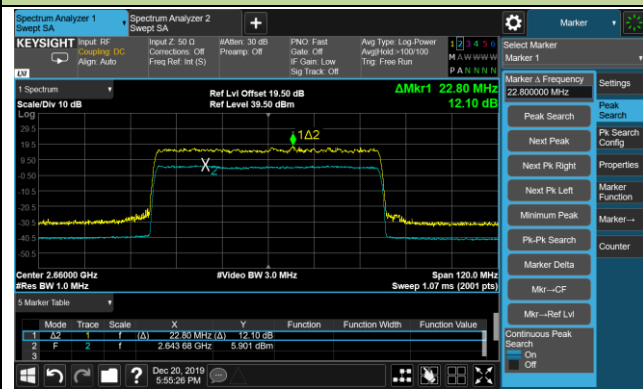 Spectrum Analyzer 1
Swept SA
Spectrum Analyzer 2
Swept SA
+
Marker
KEYSIGHT
Input: RF
Coupling: DC
Align: Auto
Input Z: 50 Ω
Corrections: Off
Freq Ref: Int (S)
#Atten: 30 dB
Preamp: Off
PNO: Fast
Gate: Off
IF Gain: Low
Sig Track: Off
Avg Type: Log-Power
Avg|Hold:>100/100
Trig: Free Run
1 2 3 4 5 6
M A W W W W
P A N N N N
LXI
Select Marker
Marker 1
Marker Δ Frequency
22.800000 MHz
Peak Search
Next Peak
Next Pk Right
Next Pk Left
Minimum Peak
Pk-Pk Search
Marker Delta
Mkr→CF
Mkr→Ref Lvl
Continuous Peak
Search
On
Off
Settings
Peak
Search
Pk Search
Config
Properties
Marker
Function
Marker→
Counter
1 Spectrum
Scale/Div 10 dB
Log
Ref Lvl Offset 19.50 dB
Ref Level 39.50 dBm
ΔMkr1 22.80 MHz
12.10 dB
29.5
19.5
9.50
-0.50
-10.5
-20.5
-30.5
-40.5
-50.5
1Δ2
X2
Center 2.66000 GHz
#Res BW 1.0 MHz
#Video BW 3.0 MHz
Span 120.0 MHz
Sweep 1.07 ms (2001 pts)
5 Marker Table
Mode Trace Scale X Y Function Function Width Function Value
1 Δ2 1 f (Δ) 22.80 MHz (Δ) 12.10 dB
2 F 2 f 2.643 68 GHz 5.901 dBm
3
?
Dec 20, 2019
5:55:26 PM